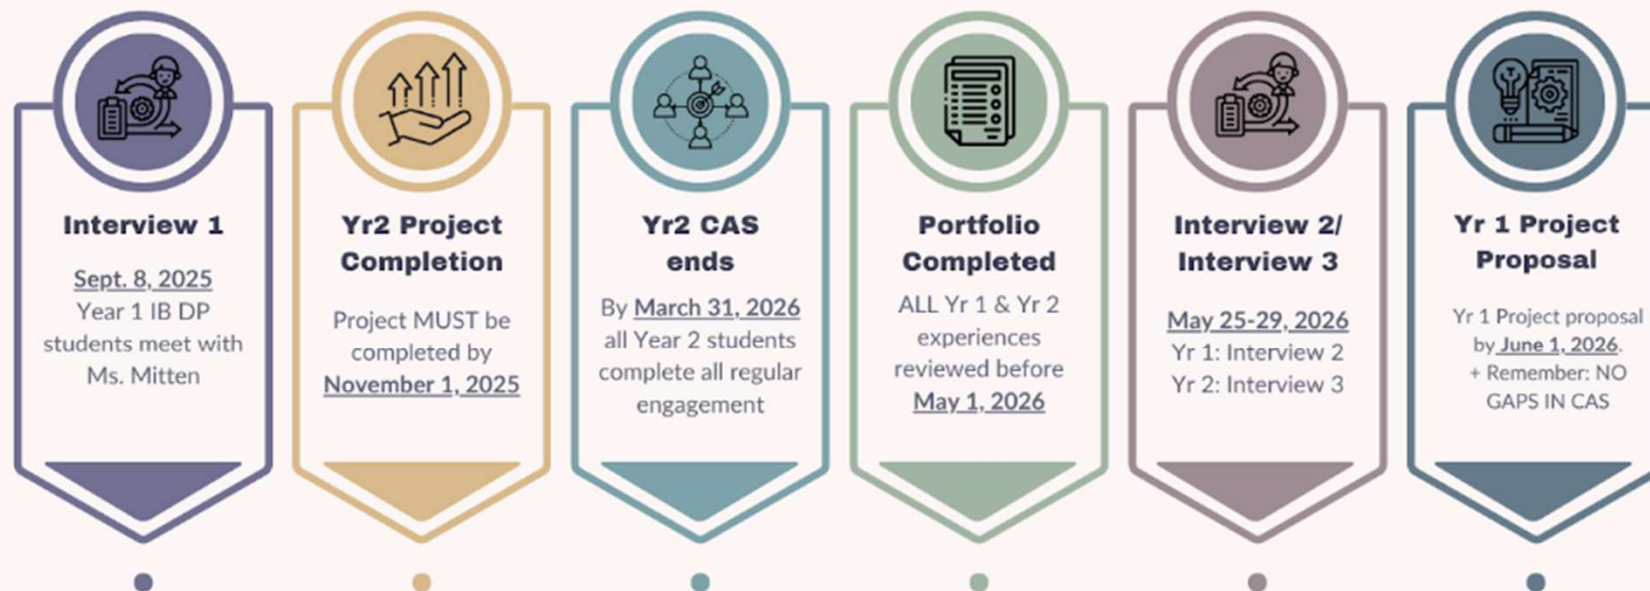 Interview 1
Sept. 8, 2025
Year 1 IB DP
students meet with
Ms. Mitten
Yr2 Project
Completion
Project MUST be
completed by
November 1, 2025
Yr2 CAS
ends
By March 31, 2026
all Year 2 students
complete all regular
engagement
Portfolio
Completed
ALL Yr 1 & Yr 2
experiences
reviewed before
May 1, 2026
Interview 2/
Interview 3
May 25-29, 2026
Yr 1: Interview 2
Yr 2: Interview 3
Yr 1 Project
Proposal
Yr 1 Project proposal
by June 1, 2026.
+ Remember: NO
GAPS IN CAS